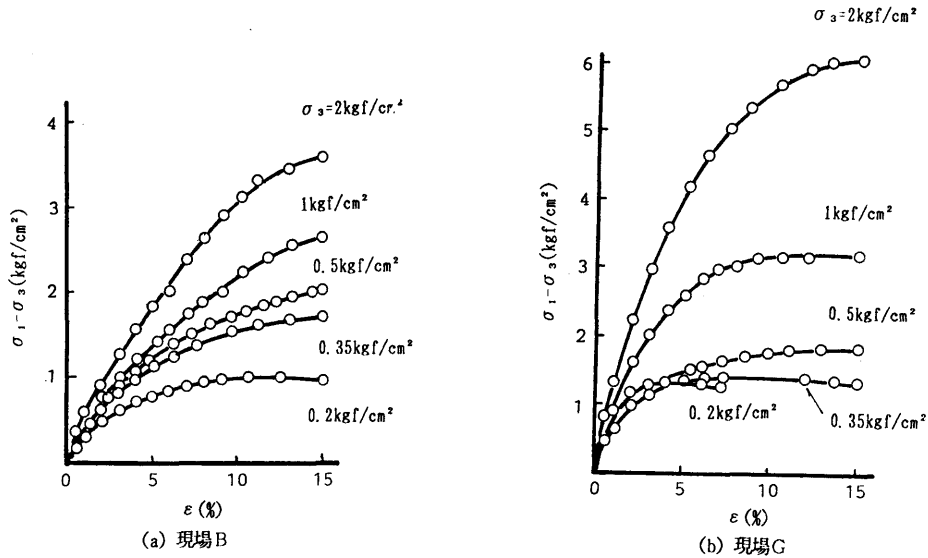 σ₃=2kgf/cm²
6
5
4
3
2
1
0
5
10
15
σ₁-σ₃(kgf/cm²)
1kgf/cm²
0.5kgf/cm²
0.2kgf/cm²
0.35kgf/cm²
ε(%)
(b) 現場G
σ₃=2kgf/cr.²
4
3
2
1
0
5
10
15
σ₁-σ₃(kgf/cm²)
1kgf/cm²
0.5kgf/cm²
0.35kgf/cm²
0.2kgf/cm²
ε(%)
(a) 現場B